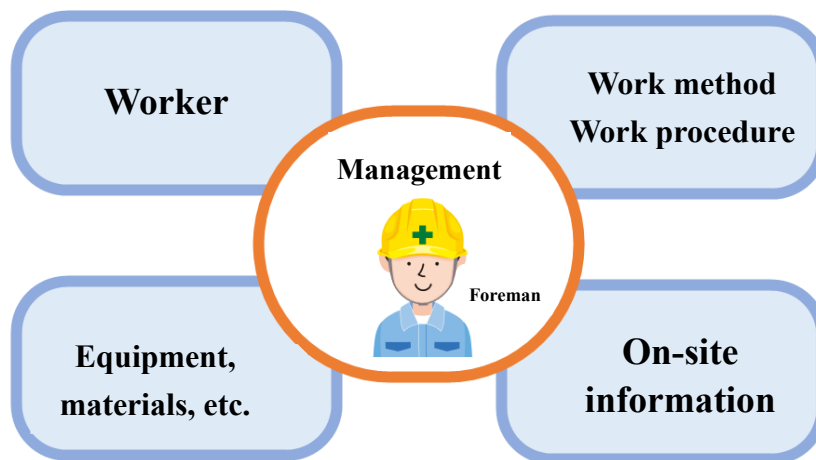 Worker
Work method
Work procedure
Management
Foreman
Equipment,
materials, etc.
On-site
information